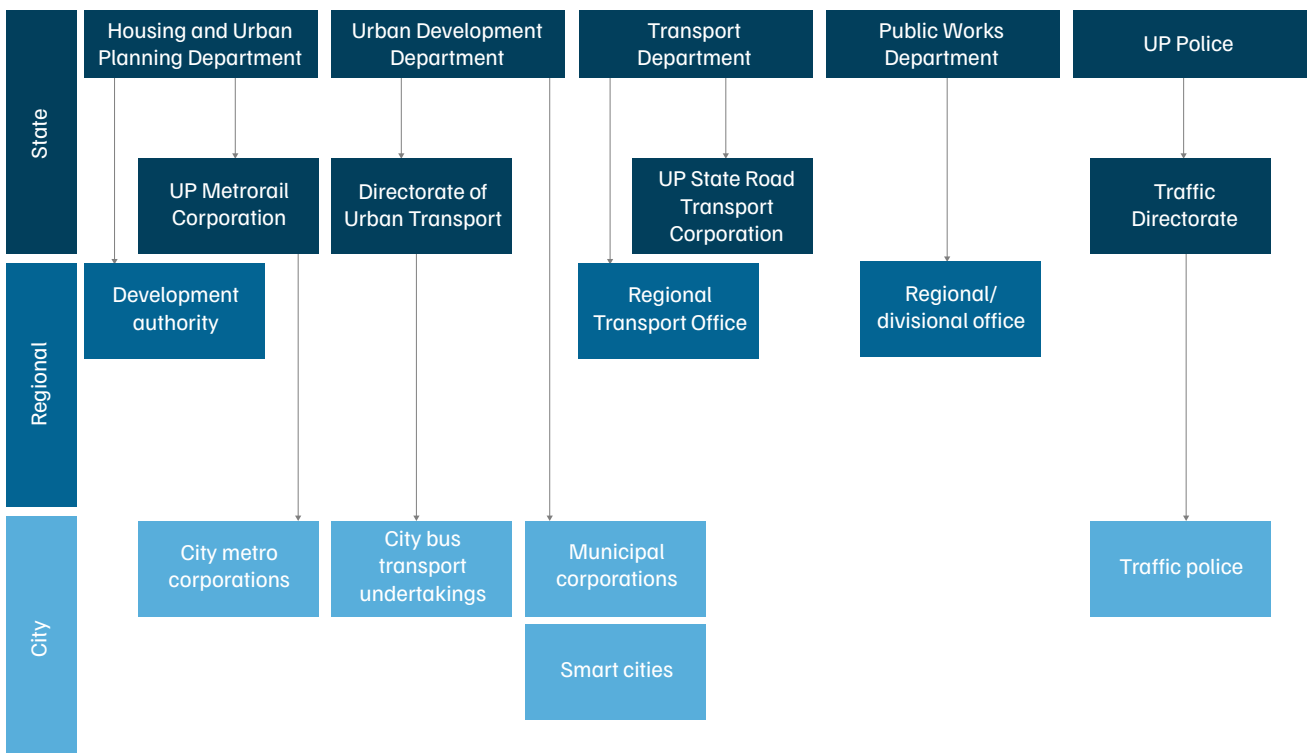 State
Housing and Urban
Planning Department
Urban Development
Department
Transport
Department
Public Works
Department
UP Police
UP Metrorail
Corporation
Directorate of
Urban Transport
UP State Road
Transport
Corporation
Traffic
Directorate
Regional
Development
authority
Regional
Transport Office
Regional/
divisional office
City
City metro
corporations
City bus
transport
undertakings
Municipal
corporations
Traffic police
Smart cities